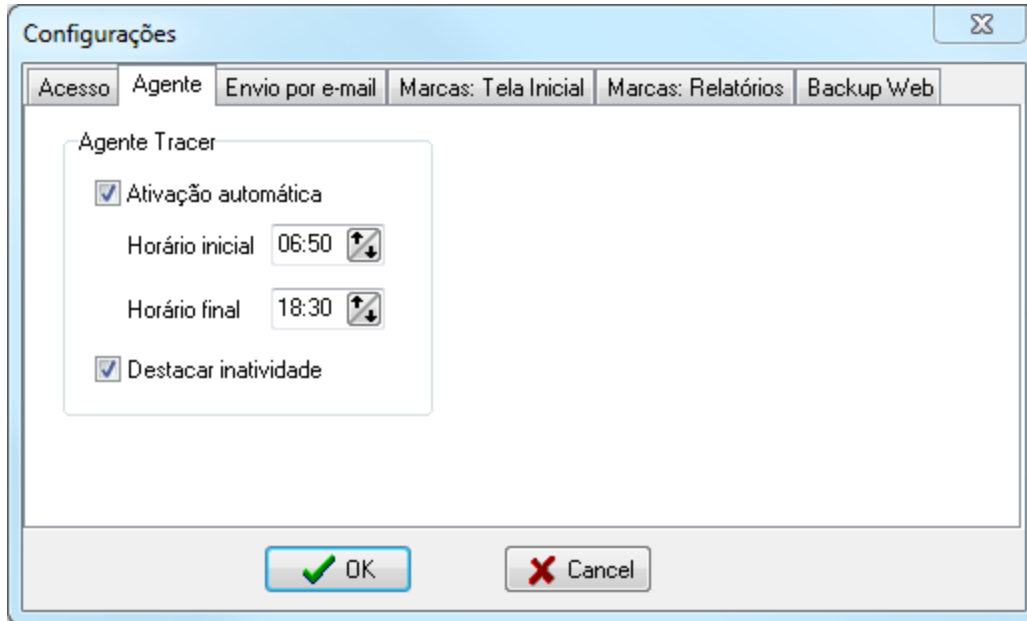 Configurações
Acesso Agente Envio por e-mail Marcas: Tela Inicial Marcas: Relatórios Backup Web
Agente Tracer
Ativação automática
Horário inicial 06:50
Horário final 18:30
Destacar inatividade
OK Cancel